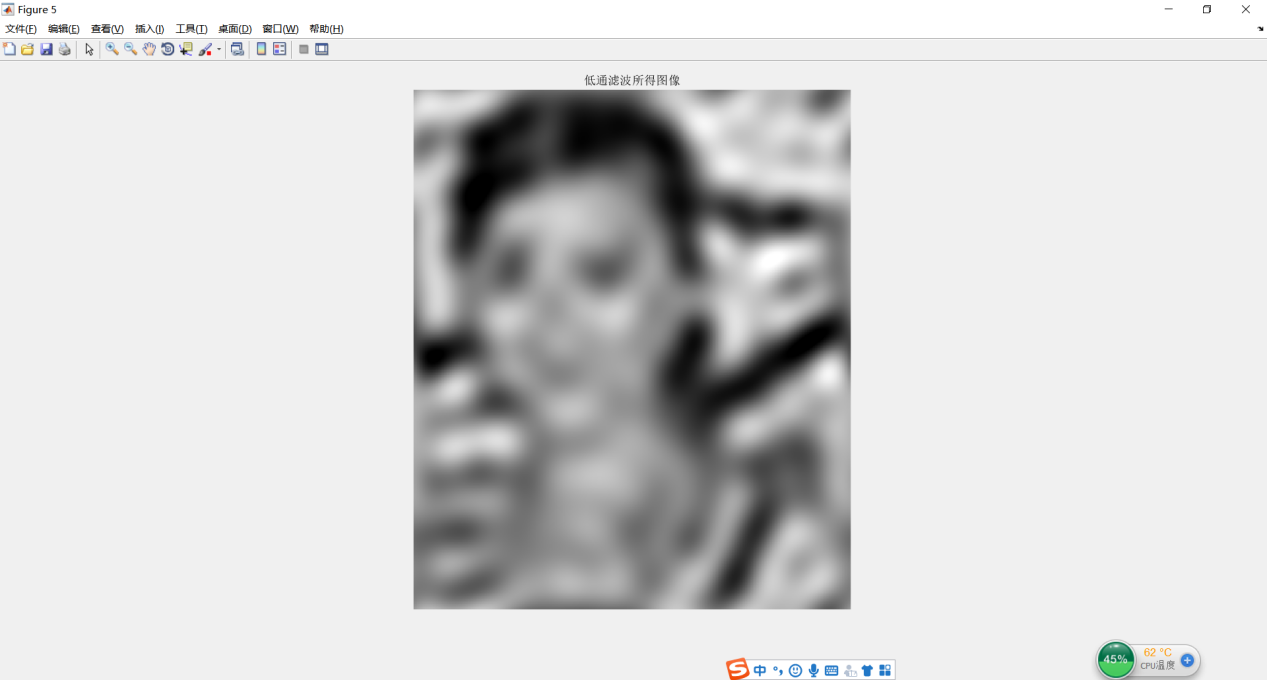 Figure 5
文件(F) 编辑(E) 查看(V) 插入(I) 工具(T) 桌面(D) 窗口(W) 帮助(H)
低通滤波所得图像
中
45%
62 °C
CPU温度